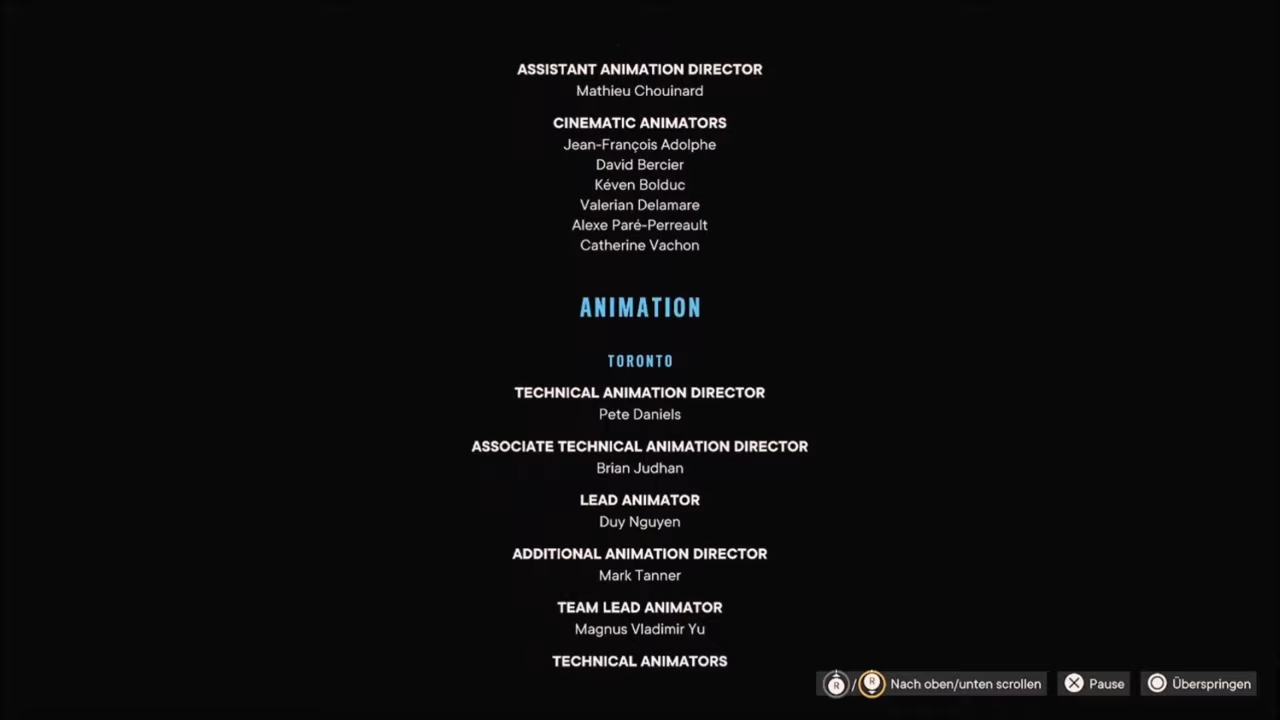 ASSISTANT ANIMATION DIRECTOR
Mathieu Chouinard
CINEMATIC ANIMATORS
Jean-François Adolphe
David Bercier
Kéven Bolduc
Valerian Delamare
Alexe Paré-Perreault
Catherine Vachon
ANIMATION
TORONTO
TECHNICAL ANIMATION DIRECTOR
Pete Daniels
ASSOCIATE TECHNICAL ANIMATION DIRECTOR
Brian Judhan
LEAD ANIMATOR
Duy Nguyen
ADDITIONAL ANIMATION DIRECTOR
Mark Tanner
TEAM LEAD ANIMATOR
Magnus Vladimir Yu
TECHNICAL ANIMATORS
R / R Nach oben/unten scrollen Pause Überspringen